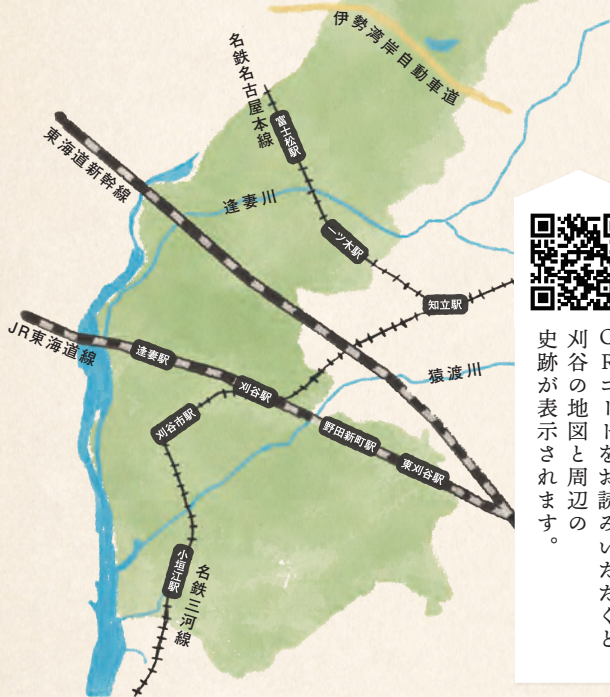 伊勢湾岸自動車道
名鉄名古屋本線
富士松駅
東海道新幹線
逢妻川
一ツ木駅
知立駅
JR東海道線
逢妻駅
刈谷駅
猿渡川
刈谷市駅
野田新町駅
東刈谷駅
小垣江駅
名鉄三河線
QRコードをお読みいただくと
刈谷の地図と周辺の
史跡が表示されます。